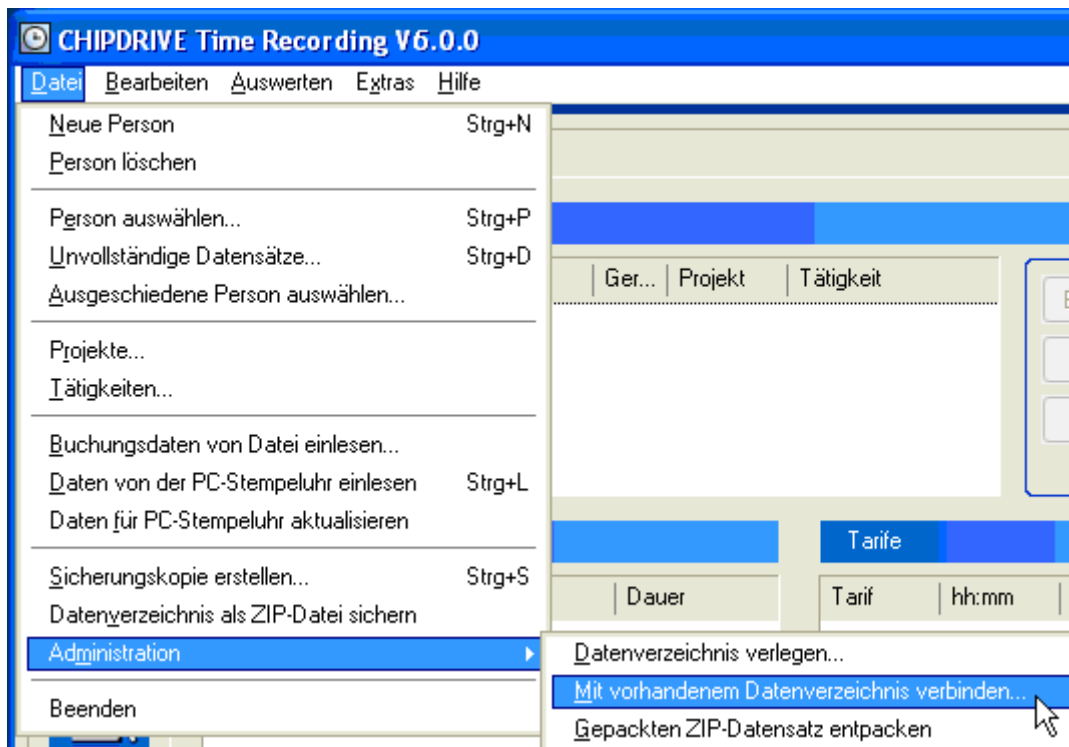 CHIPDRIVE Time Recording V6.0.0
Datei Bearbeiten Auswerten Extras Hilfe
Neue Person Strg+N
Person löschen
Person auswählen... Strg+P
Unvollständige Datensätze... Strg+D
Ausgeschiedene Person auswählen...
Projekte...
Tätigkeiten...
Buchungsdaten von Datei einlesen...
Daten von der PC-Stempeluhr einlesen Strg+L
Daten für PC-Stempeluhr aktualisieren
Sicherungskopie erstellen... Strg+S
Datenverzeichnis als ZIP-Datei sichern
Administration
Beenden
Ger... Projekt Tätigkeit
Tarife
Dauer Tarif hh:mm
Datenverzeichnis verlegen...
Mit vorhandenem Datenverzeichnis verbinden...
Gepackten ZIP-Datensatz entpacken